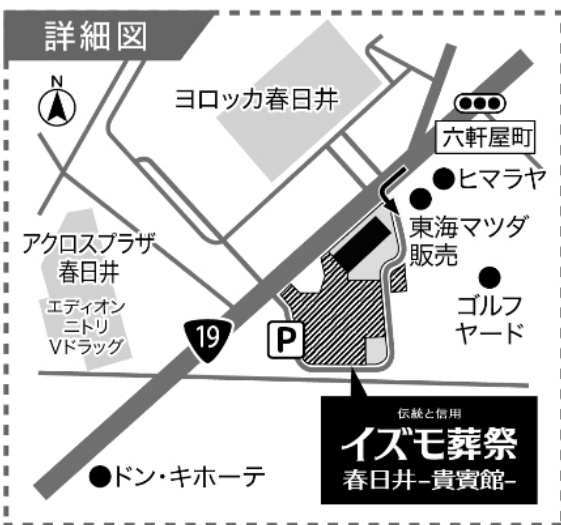 詳細図
N
ヨロッカ春日井
六軒屋町
ヒマラヤ
東海マツダ
販売
アクロスプラザ
春日井
エディオン
ニトリ
Vドラッグ
ゴルフ
ヤード
19
P
伝統と信用
イズモ葬祭
春日井-貴賓館-
ドン・キホーテ